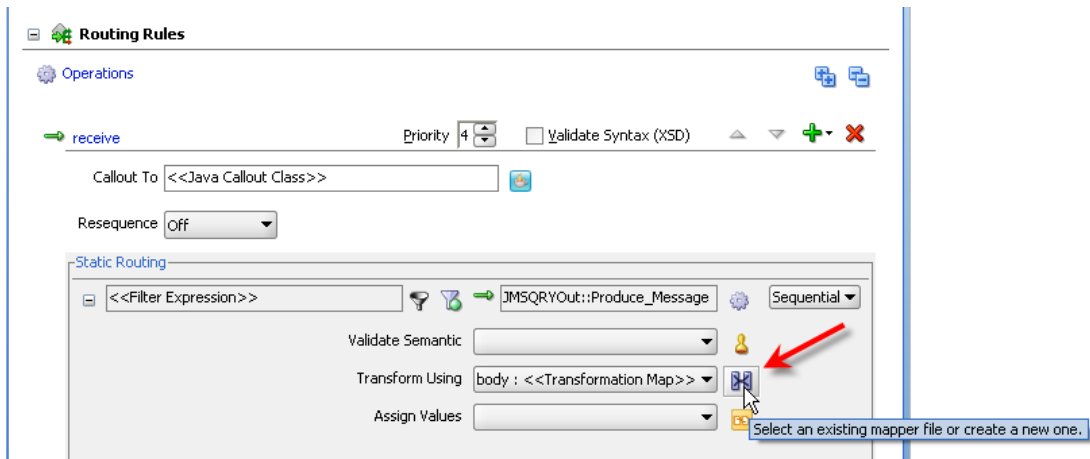 Routing Rules
Operations
receive Priority 4 Validate Syntax (XSD)
Callout To <<Java Callout Class>>
Resequence Off
Static Routing
<<Filter Expression>> JMSQRYOut::Produce_Message Sequential
Validate Semantic
Transform Using body : <<Transformation Map>>
Assign Values
Select an existing mapper file or create a new one.